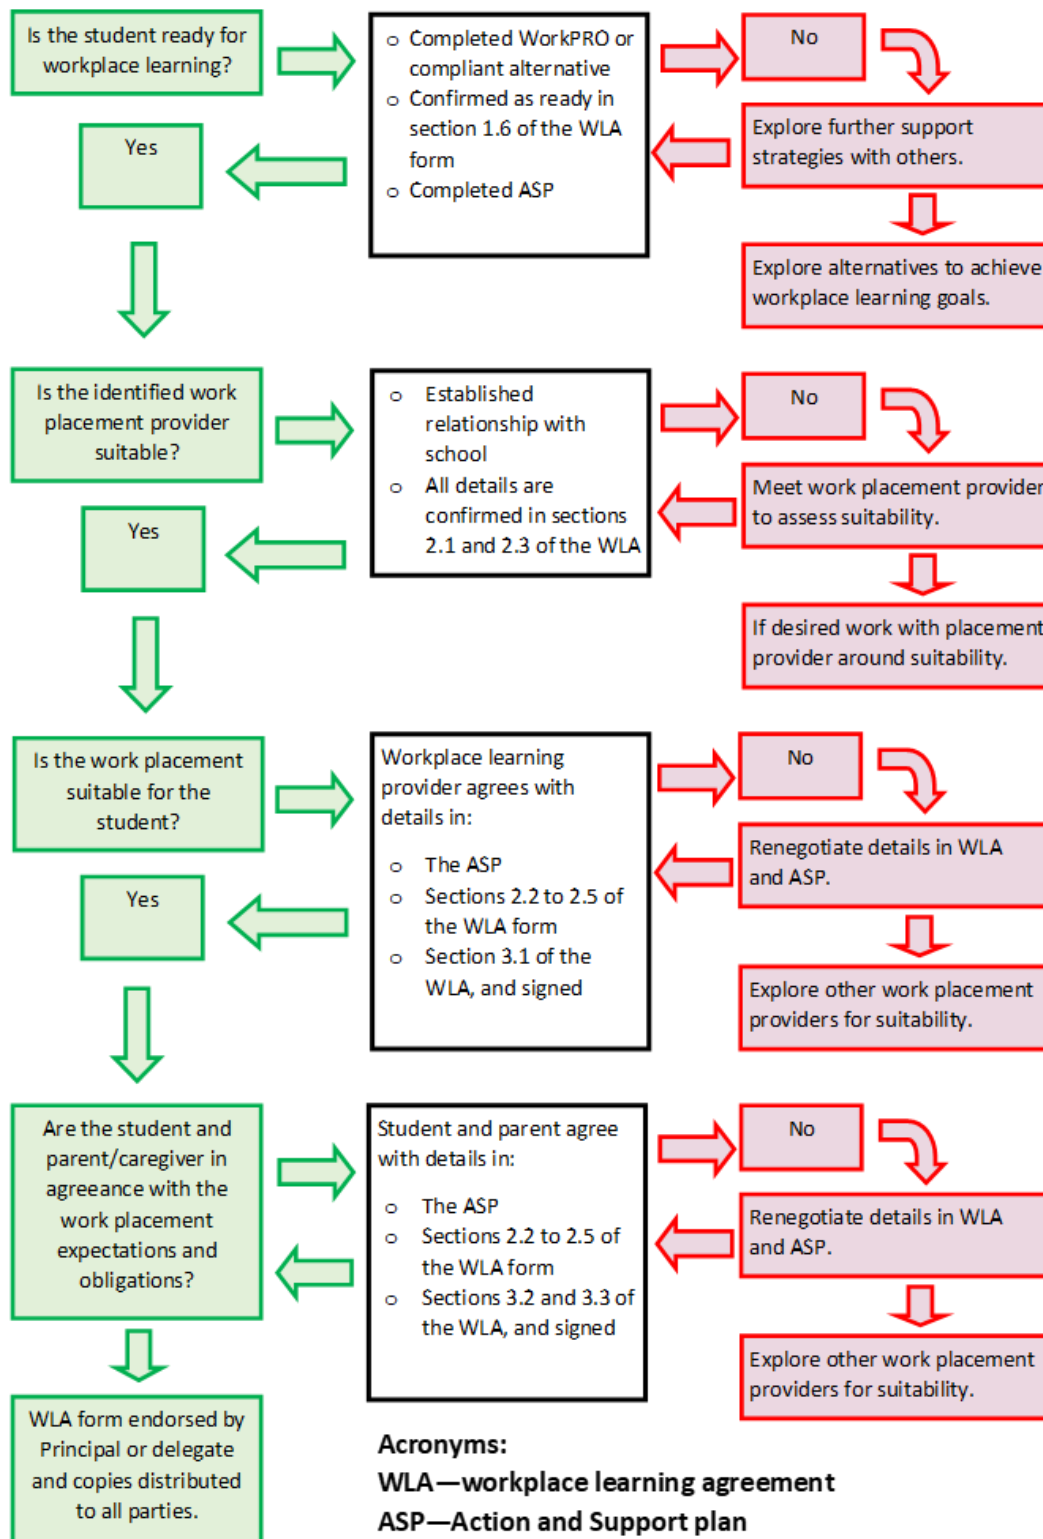 Is the student ready for
workplace learning?
o Completed WorkPRO or
compliant alternative
o Confirmed as ready in
section 1.6 of the WLA
form
o Completed ASP
No
Explore further support
strategies with others.
Yes
Explore alternatives to achieve
workplace learning goals.
Is the identified work
placement provider
suitable?
o Established
relationship with
school
o All details are
confirmed in sections
2.1 and 2.3 of the WLA
No
Meet work placement provider
to assess suitability.
Yes
If desired work with placement
provider around suitability.
Is the work placement
suitable for the
student?
Workplace learning
provider agrees with
details in:
o The ASP
o Sections 2.2 to 2.5 of
the WLA form
o Section 3.1 of the
WLA, and signed
No
Renegotiate details in WLA
and ASP.
Yes
Explore other work placement
providers for suitability.
Are the student and
parent/caregiver in
agreeance with the
work placement
expectations and
obligations?
Student and parent agree
with details in:
o The ASP
o Sections 2.2 to 2.5 of
the WLA form
o Sections 3.2 and 3.3 of
the WLA, and signed
No
Renegotiate details in WLA
and ASP.
Explore other work placement
providers for suitability.
WLA form endorsed by
Principal or delegate
and copies distributed
to all parties.
Acronyms:
WLA—workplace learning agreement
ASP—Action and Support plan